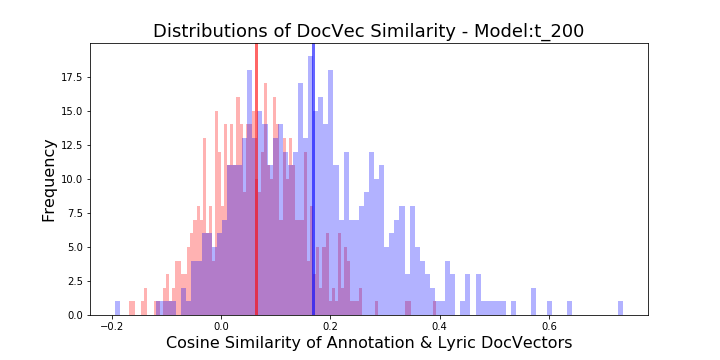 Distributions of DocVec Similarity - Model:t_200
Frequency
17.5
15.0
12.5
10.0
7.5
5.0
2.5
0.0
−0.2 0.0 0.2 0.4 0.6
Cosine Similarity of Annotation & Lyric DocVectors